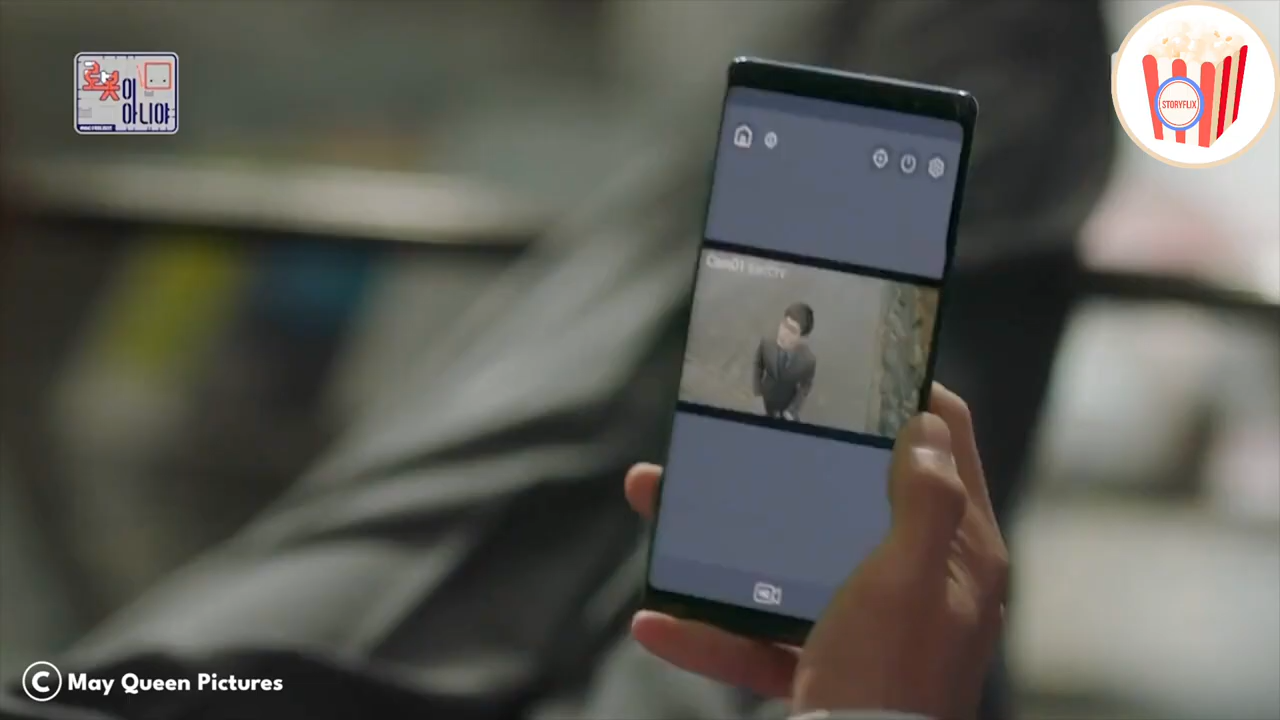 로봇이
아니야
STORYFLIX
Cam01
© May Queen Pictures